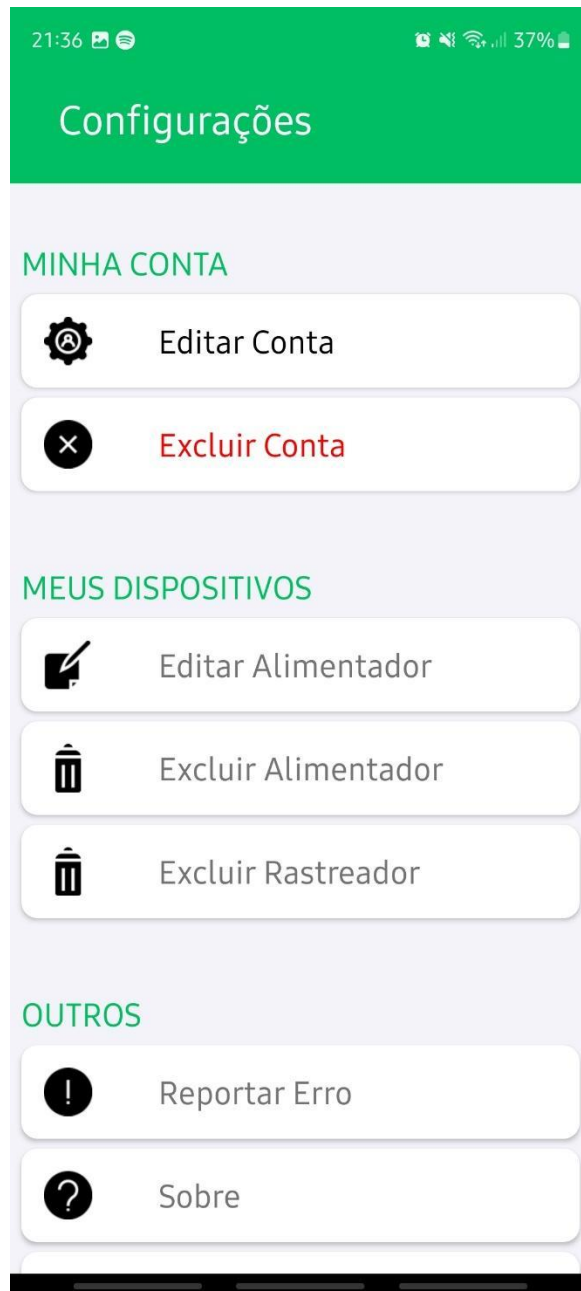 21:36
37%
Configurações
MINHA CONTA
Editar Conta
Excluir Conta
MEUS DISPOSITIVOS
Editar Alimentador
Excluir Alimentador
Excluir Rastreador
OUTROS
Reportar Erro
Sobre